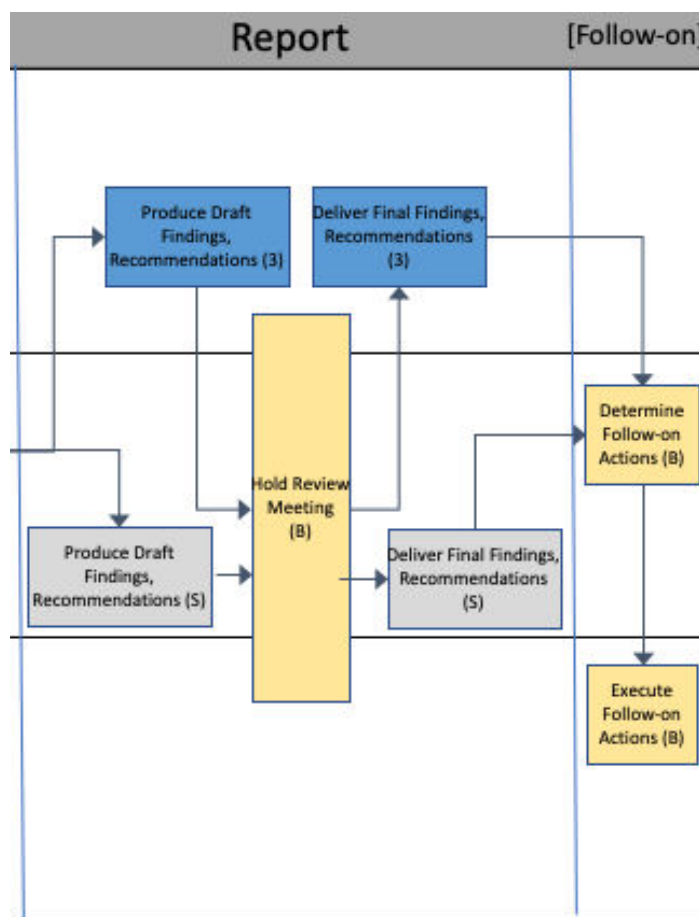 Report
[Follow-on]
Produce Draft
Findings,
Recommendations (3)
Deliver Final Findings,
Recommendations
(3)
Hold Review
Meeting
(B)
Determine
Follow-on
Actions (B)
Produce Draft
Findings,
Recommendations (S)
Deliver Final Findings,
Recommendations
(S)
Execute
Follow-on
Actions (B)